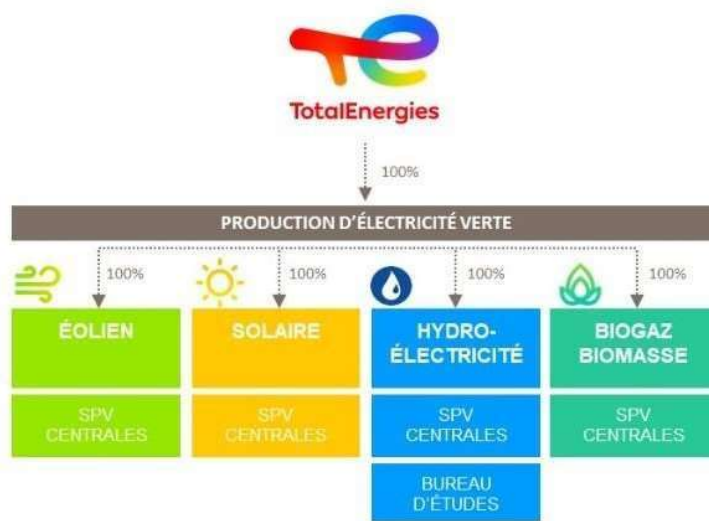 TotalEnergies
100%
PRODUCTION D'ÉLECTRICITÉ VERTE
100%
100%
100%
100%
ÉOLIEN
SOLAIRE
HYDRO-
ÉLECTRICITÉ
BIOGAZ
BIOMASSE
SPV
CENTRALES
SPV
CENTRALES
SPV
CENTRALES
SPV
CENTRALES
BUREAU
D'ÉTUDES